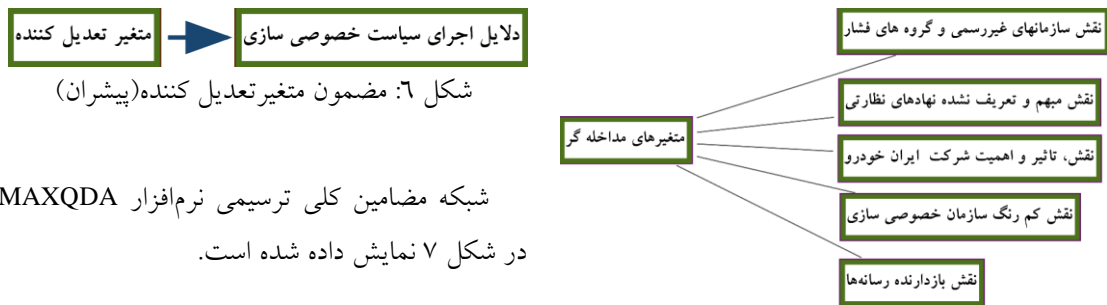 نقش سازمانهای غیررسمی و گروه های فشار
نقش مبهم و تعریف نشده نهادهای نظارتی
متغیرهای مداخله گر
نقش، تاثیر و اهمیت شرکت ایران خودرو
نقش کم رنگ سازمان خصوصی سازی
نقش بازدارنده رسانه‌ها
دلایل اجرای سیاست خصوصی سازی
متغیر تعدیل کننده
شکل ٦: مضمون متغیرتعدیل کننده(پیشران)
شبکه مضامین کلی ترسیمی نرم‌افزار MAXQDA
در شکل ۷ نمایش داده شده است.